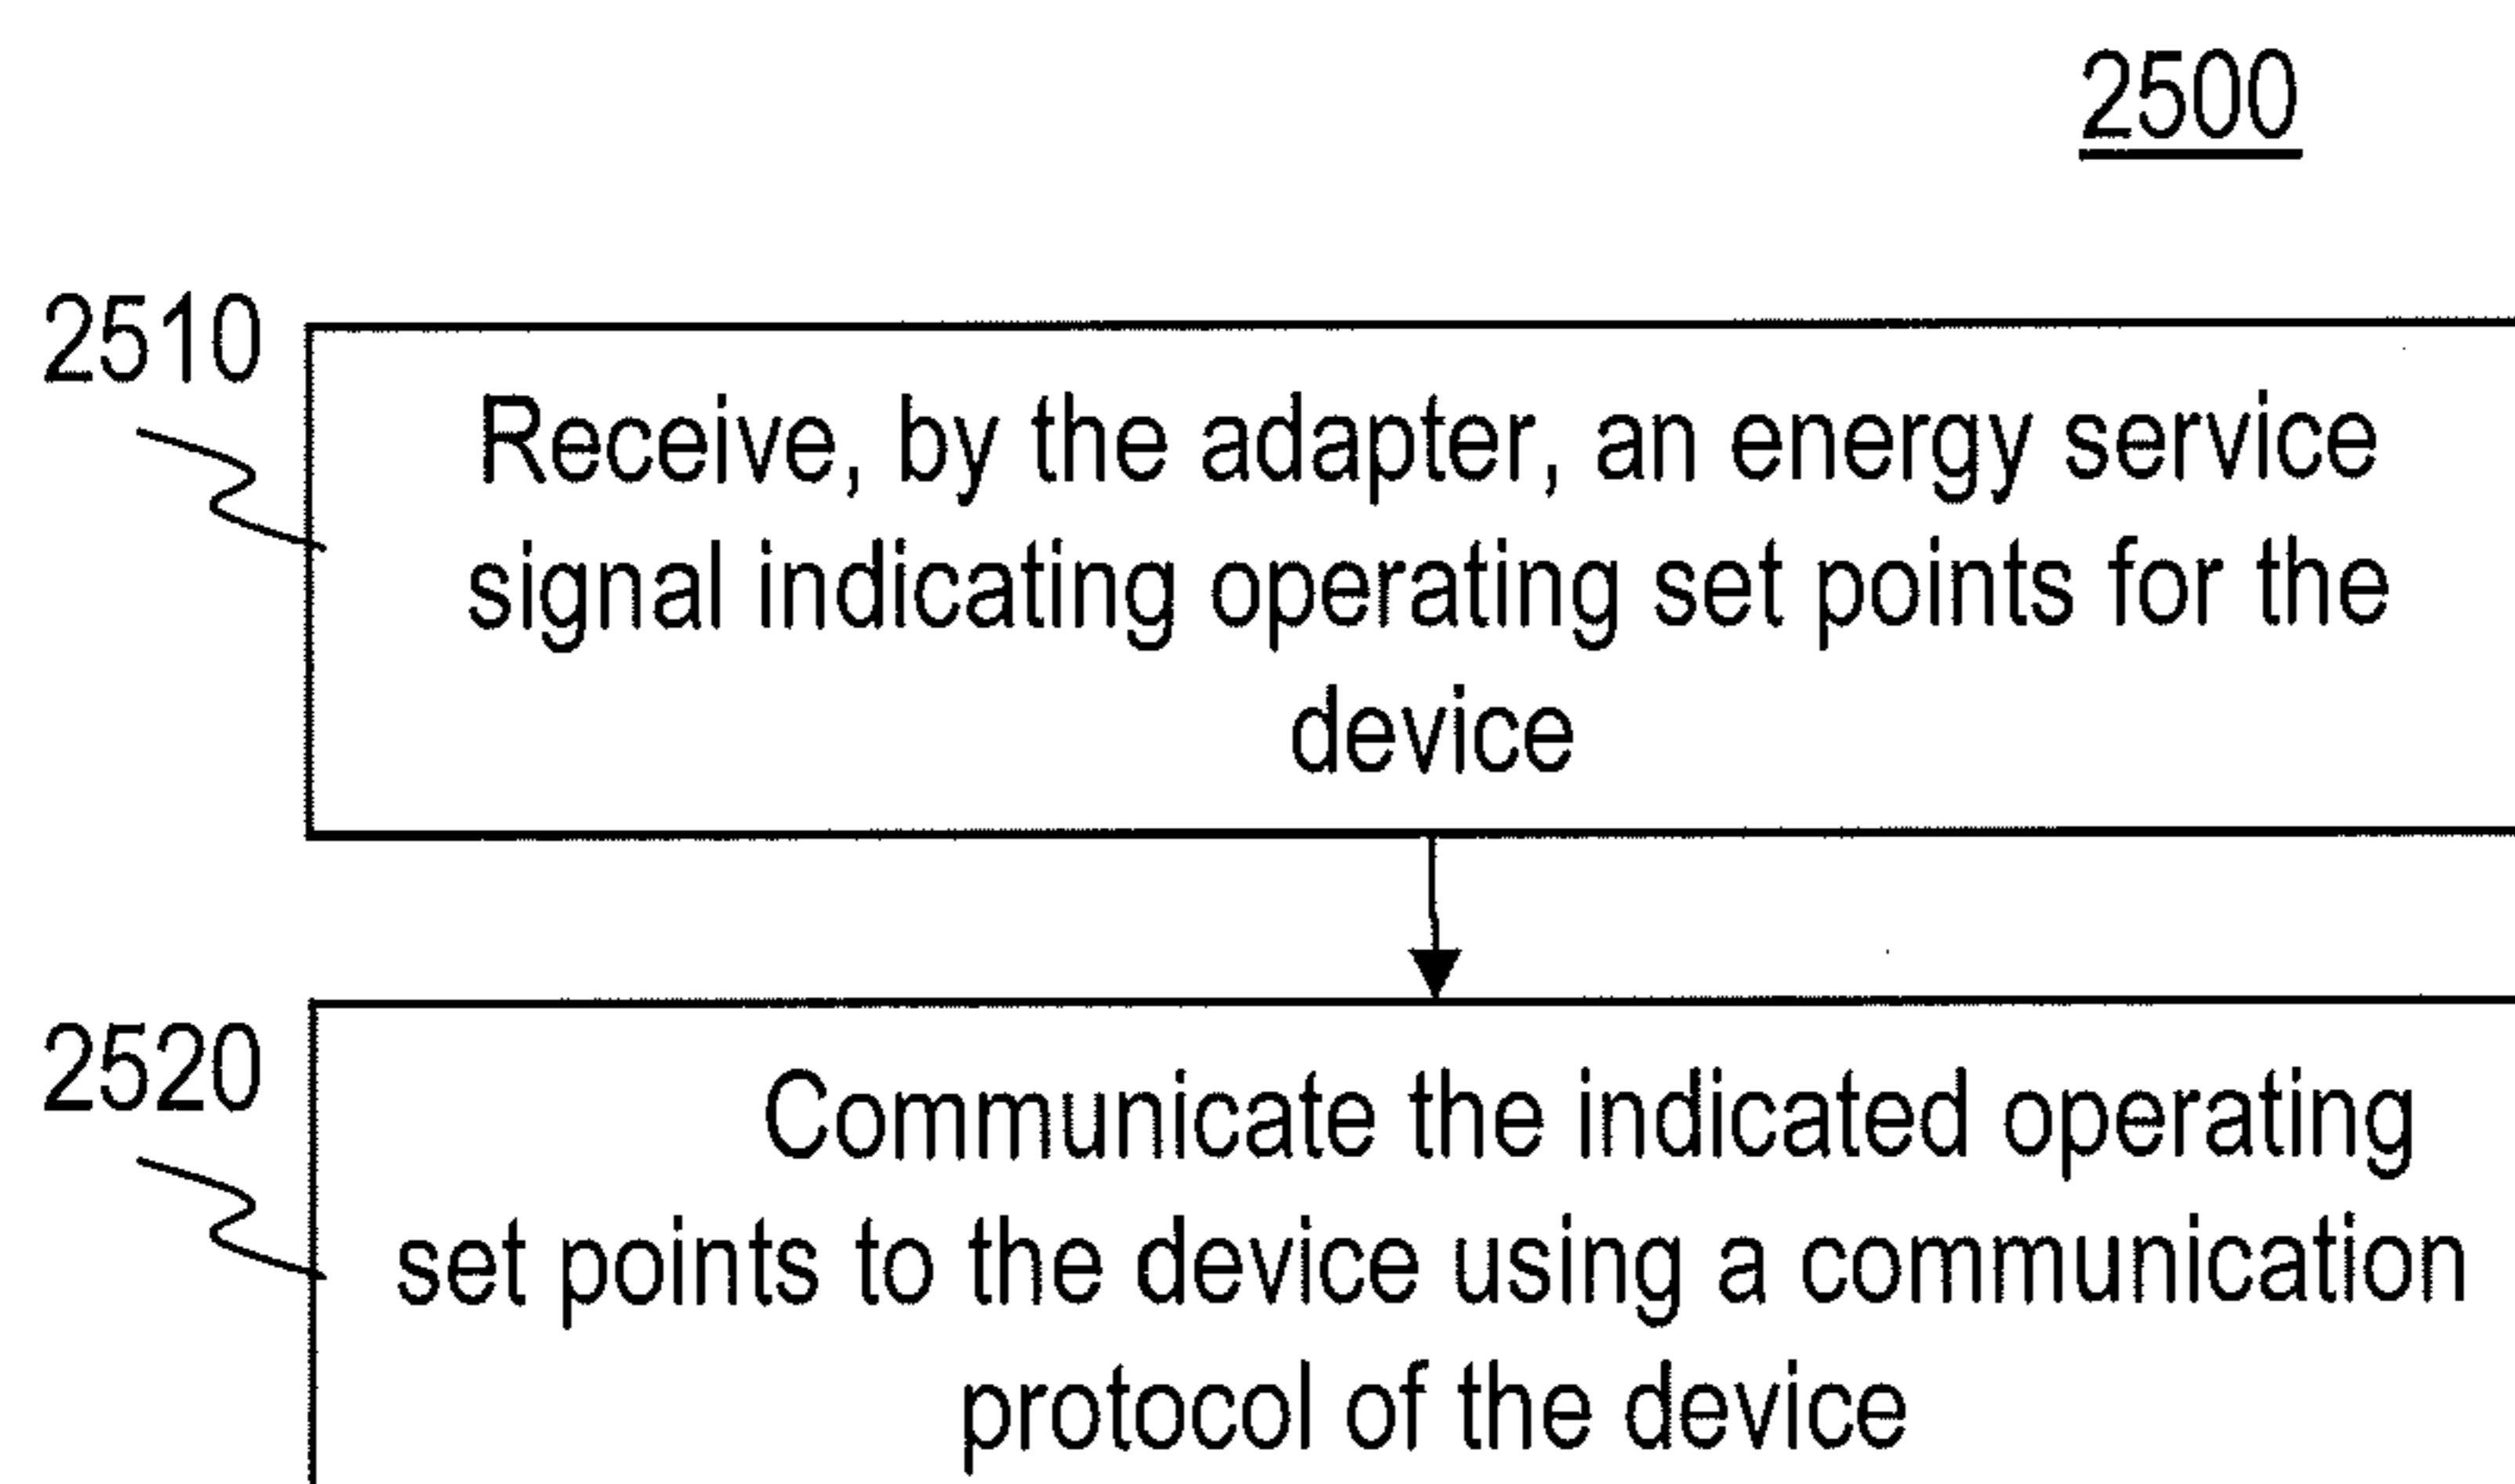 2500
2510
Receive, by the adapter, an energy service
signal indicating operating set points for the
device
2520
Communicate the indicated operating
set points to the device using a communication
protocol of the device